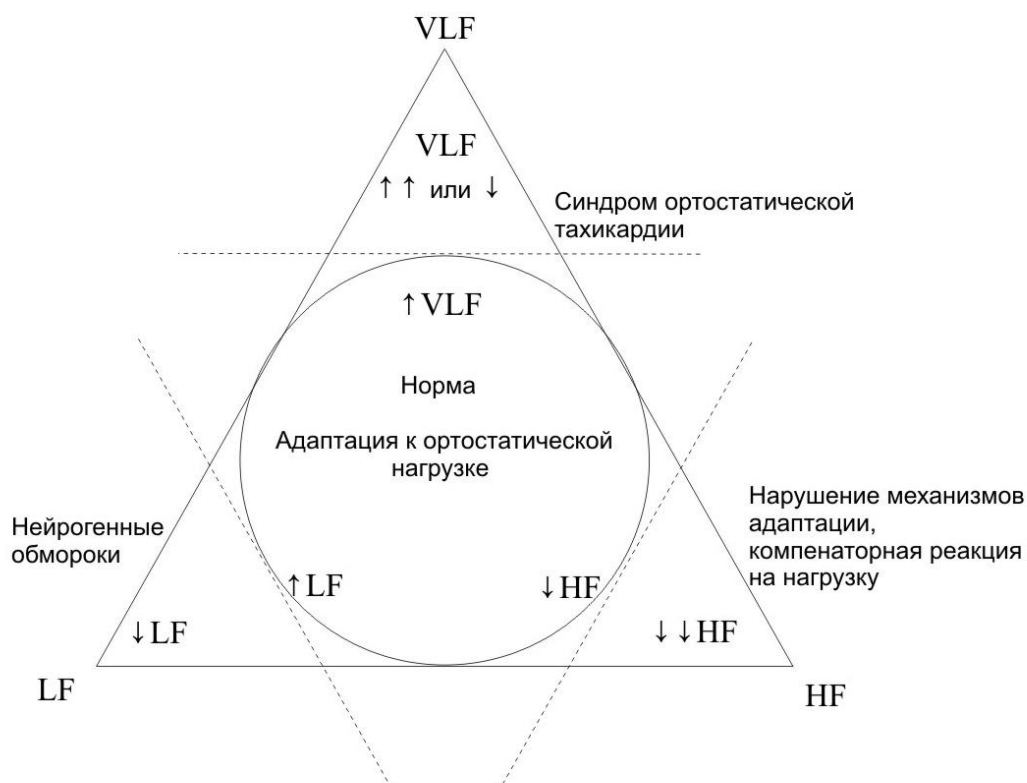 VLF
VLF
↑ ↑ или ↓
Синдром ортостатической
тахикардии
↑VLF
Норма
Адаптация к ортостатической
нагрузке
Нарушение механизмов
адаптации,
компенаторная реакция
на нагрузку
Нейрогенные
обмороки
↑LF
↓HF
↓LF
↓↓HF
LF
HF